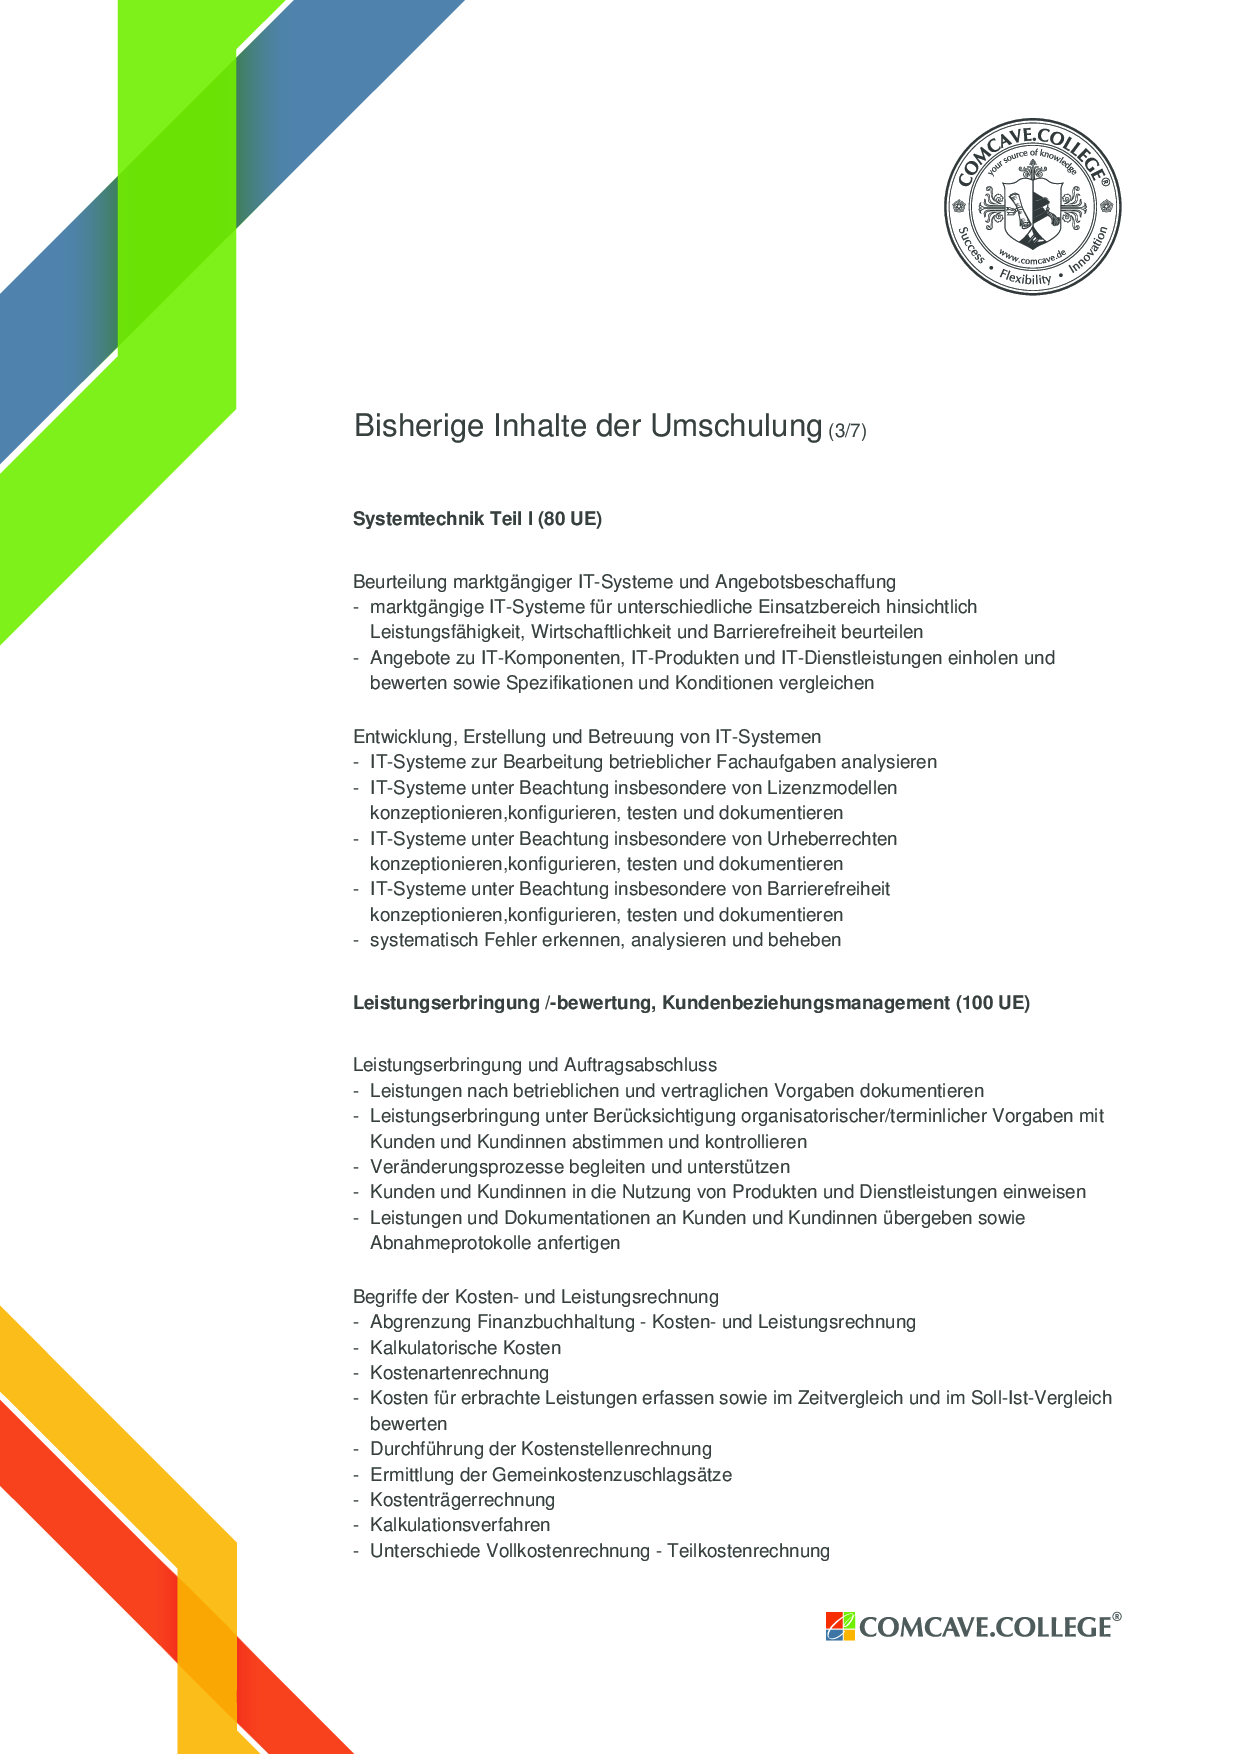 COMCAVE.COLLEGE®
your source of knowledge
www.comcave.de
Success • Flexibility • Innovation
Bisherige Inhalte der Umschulung (3/7)
Systemtechnik Teil I (80 UE)
Beurteilung marktgängiger IT-Systeme und Angebotsbeschaffung
- marktgängige IT-Systeme für unterschiedliche Einsatzbereich hinsichtlich
Leistungsfähigkeit, Wirtschaftlichkeit und Barrierefreiheit beurteilen
- Angebote zu IT-Komponenten, IT-Produkten und IT-Dienstleistungen einholen und
bewerten sowie Spezifikationen und Konditionen vergleichen
Entwicklung, Erstellung und Betreuung von IT-Systemen
- IT-Systeme zur Bearbeitung betrieblicher Fachaufgaben analysieren
- IT-Systeme unter Beachtung insbesondere von Lizenzmodellen
konzeptionieren,konfigurieren, testen und dokumentieren
- IT-Systeme unter Beachtung insbesondere von Urheberrechten
konzeptionieren,konfigurieren, testen und dokumentieren
- IT-Systeme unter Beachtung insbesondere von Barrierefreiheit
konzeptionieren,konfigurieren, testen und dokumentieren
- systematisch Fehler erkennen, analysieren und beheben
Leistungserbringung /-bewertung, Kundenbeziehungsmanagement (100 UE)
Leistungserbringung und Auftragsabschluss
- Leistungen nach betrieblichen und vertraglichen Vorgaben dokumentieren
- Leistungserbringung unter Berücksichtigung organisatorischer/terminlicher Vorgaben mit
Kunden und Kundinnen abstimmen und kontrollieren
- Veränderungsprozesse begleiten und unterstützen
- Kunden und Kundinnen in die Nutzung von Produkten und Dienstleistungen einweisen
- Leistungen und Dokumentationen an Kunden und Kundinnen übergeben sowie
Abnahmeprotokolle anfertigen
Begriffe der Kosten- und Leistungsrechnung
- Abgrenzung Finanzbuchhaltung - Kosten- und Leistungsrechnung
- Kalkulatorische Kosten
- Kostenartenrechnung
- Kosten für erbrachte Leistungen erfassen sowie im Zeitvergleich und im Soll-Ist-Vergleich
bewerten
- Durchführung der Kostenstellenrechnung
- Ermittlung der Gemeinkostenzuschlagsätze
- Kostenträgerrechnung
- Kalkulationsverfahren
- Unterschiede Vollkostenrechnung - Teilkostenrechnung
COMCAVE.COLLEGE®